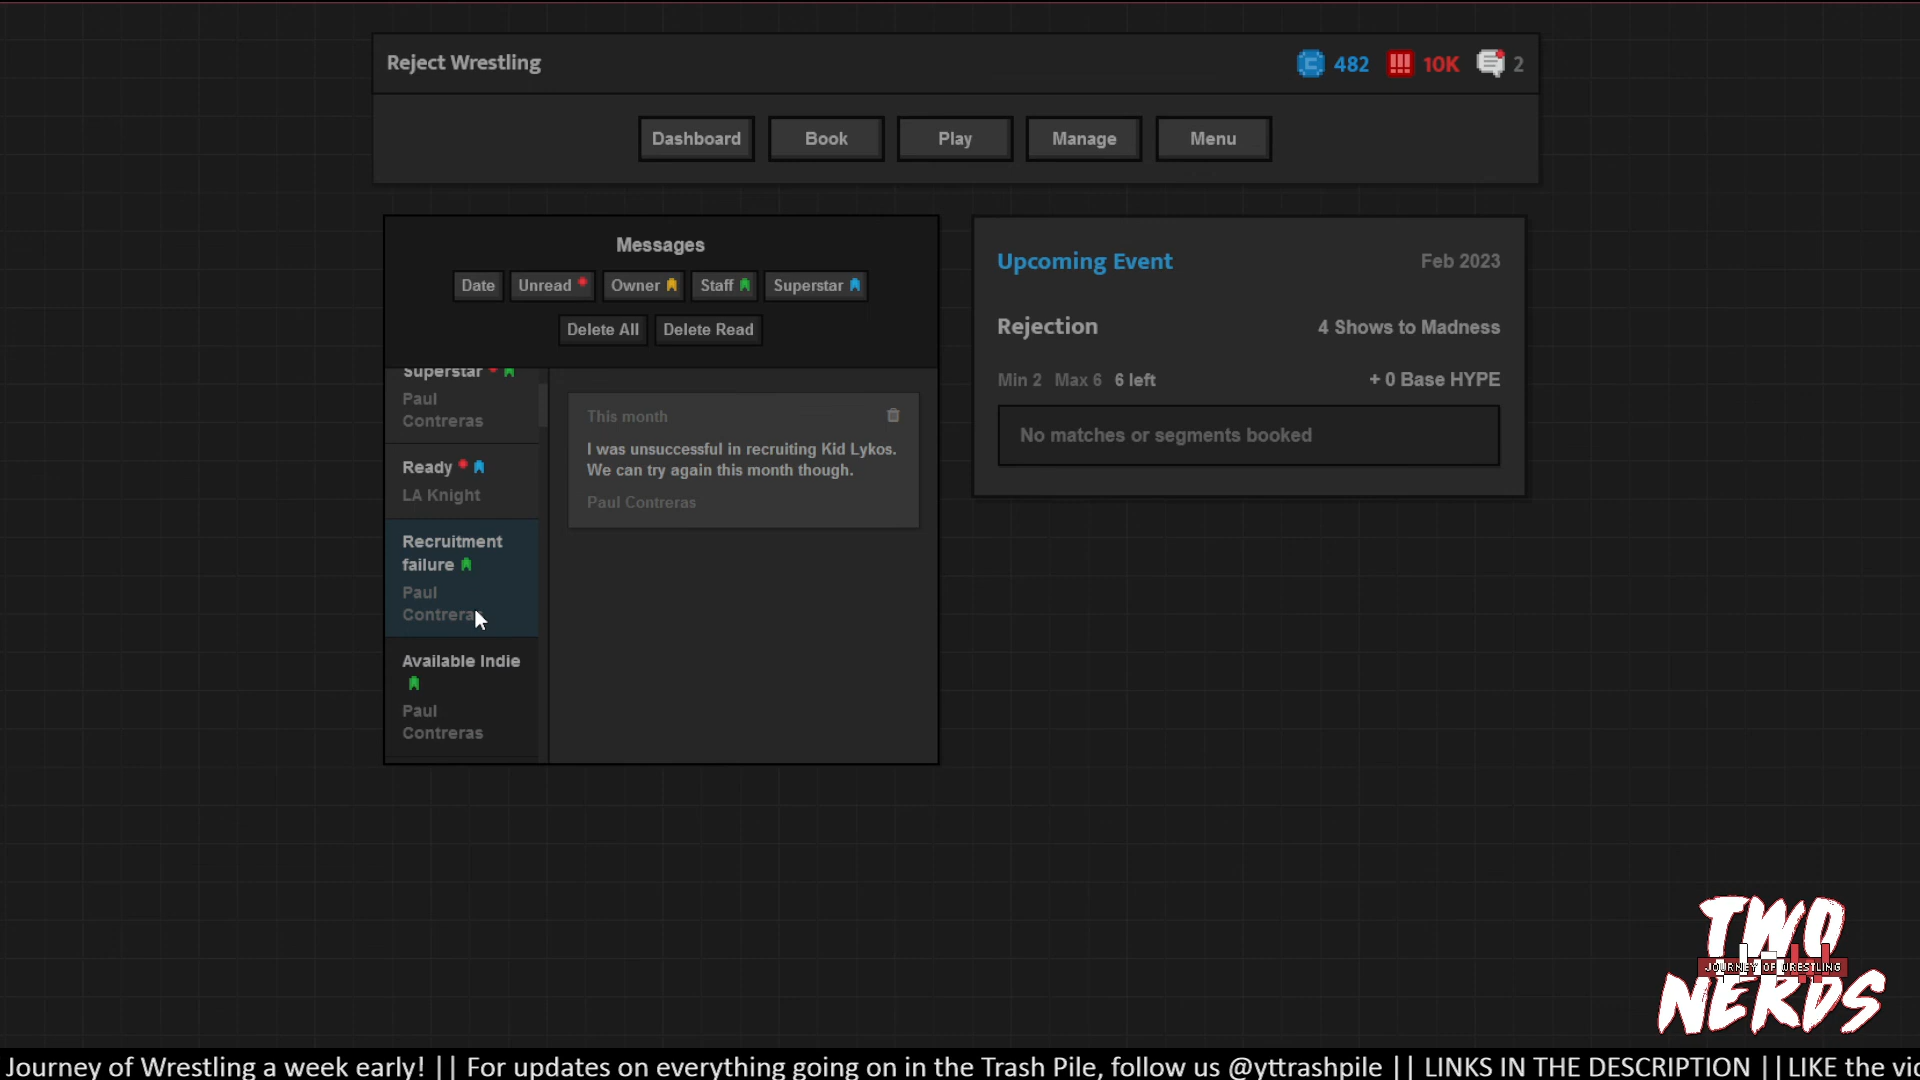 Reject Wrestling
482
10K
2
Dashboard
Book
Play
Manage
Menu
Messages
Date
Unread
Owner
Staff
Superstar
Delete All
Delete Read
Superstar
Paul
Contreras
Ready
LA Knight
Recruitment
failure
Paul
Contreras
Available Indie
Paul
Contreras
This month
I was unsuccessful in recruiting Kid Lykos.
We can try again this month though.
Paul Contreras
Upcoming Event
Feb 2023
Rejection
4 Shows to Madness
Min 2 Max 6 6 left
+ 0 Base HYPE
No matches or segments booked
TWO
JOURNEY OF WRESTLING
NERDS
Journey of Wrestling a week early! || For updates on everything going on in the Trash Pile, follow us @yttrashpile || LINKS IN THE DESCRIPTION || LIKE the vid